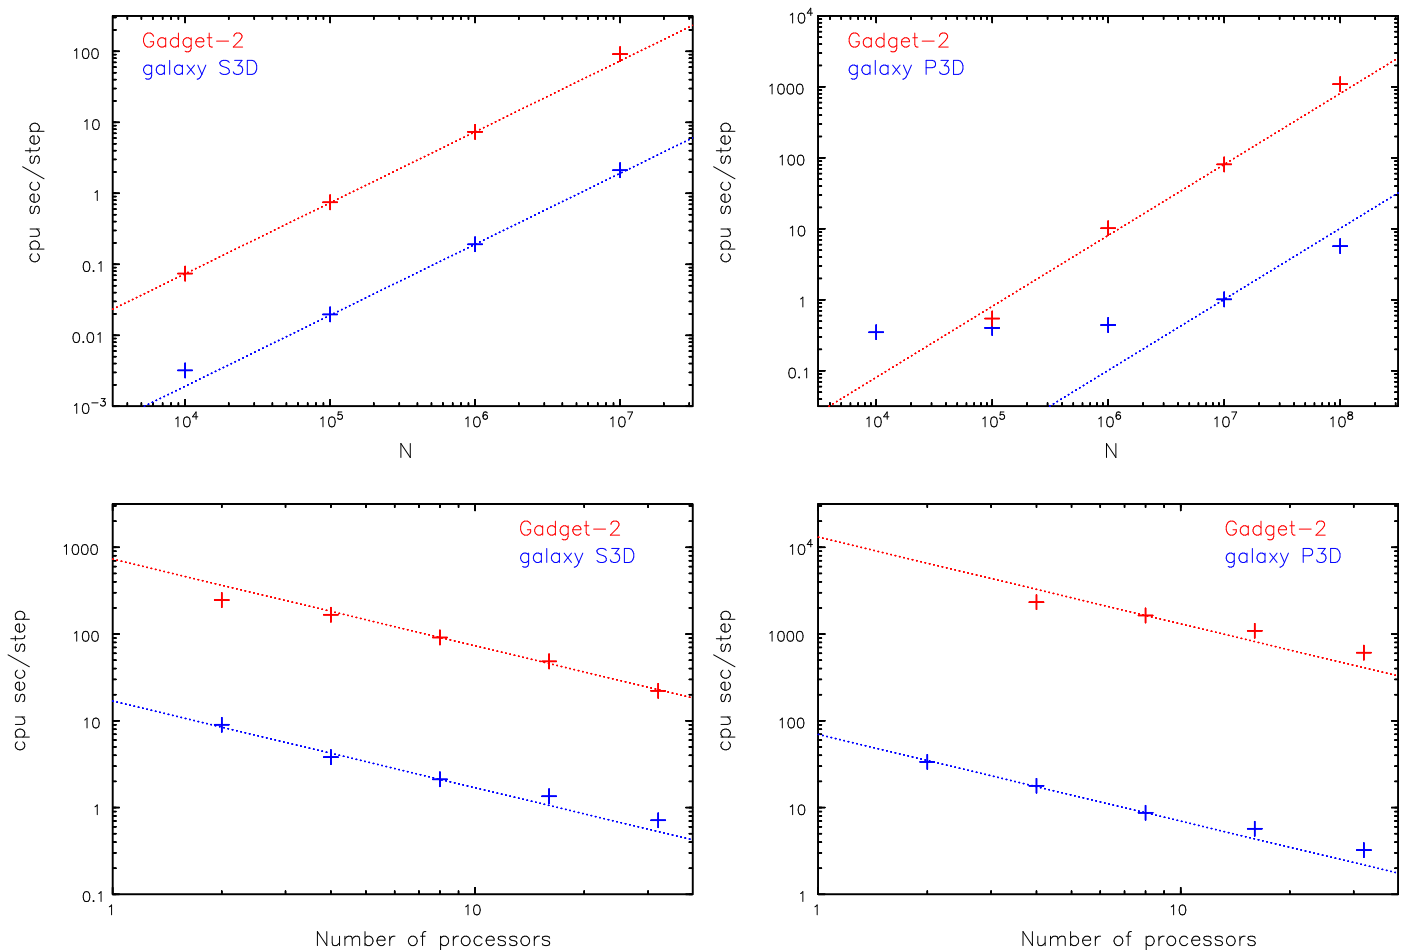 Gadget-2
galaxy S3D
100
10
1
0.1
0.01
10⁻³
cpu sec/step
10⁴ 10⁵ 10⁶ 10⁷
N
Gadget-2
galaxy P3D
10⁴
1000
100
10
1
0.1
cpu sec/step
10⁴ 10⁵ 10⁶ 10⁷ 10⁸
N
Gadget-2
galaxy S3D
1000
100
10
1
0.1
cpu sec/step
1 10
Number of processors
Gadget-2
galaxy P3D
10⁴
1000
100
10
1
cpu sec/step
1 10
Number of processors